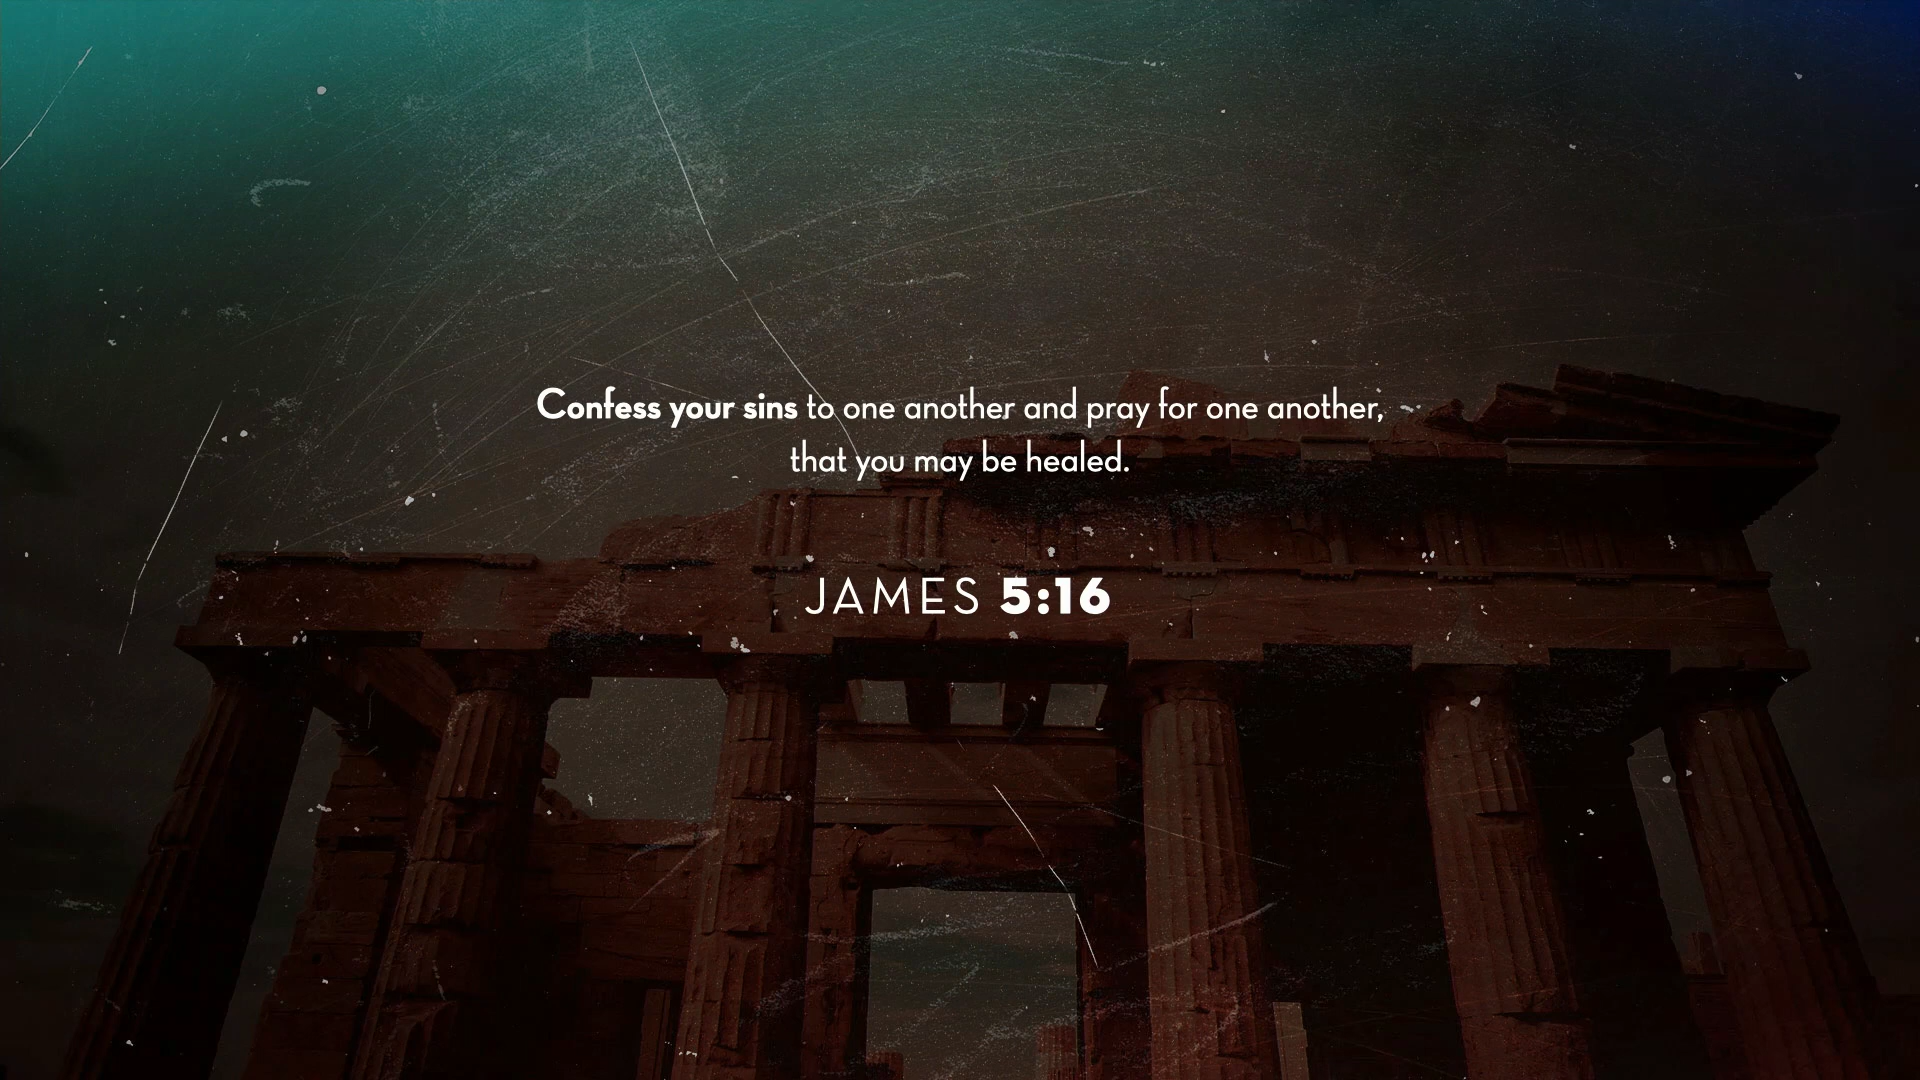 Confess your sins to one another and pray for one another,
that you may be healed.
JAMES 5:16